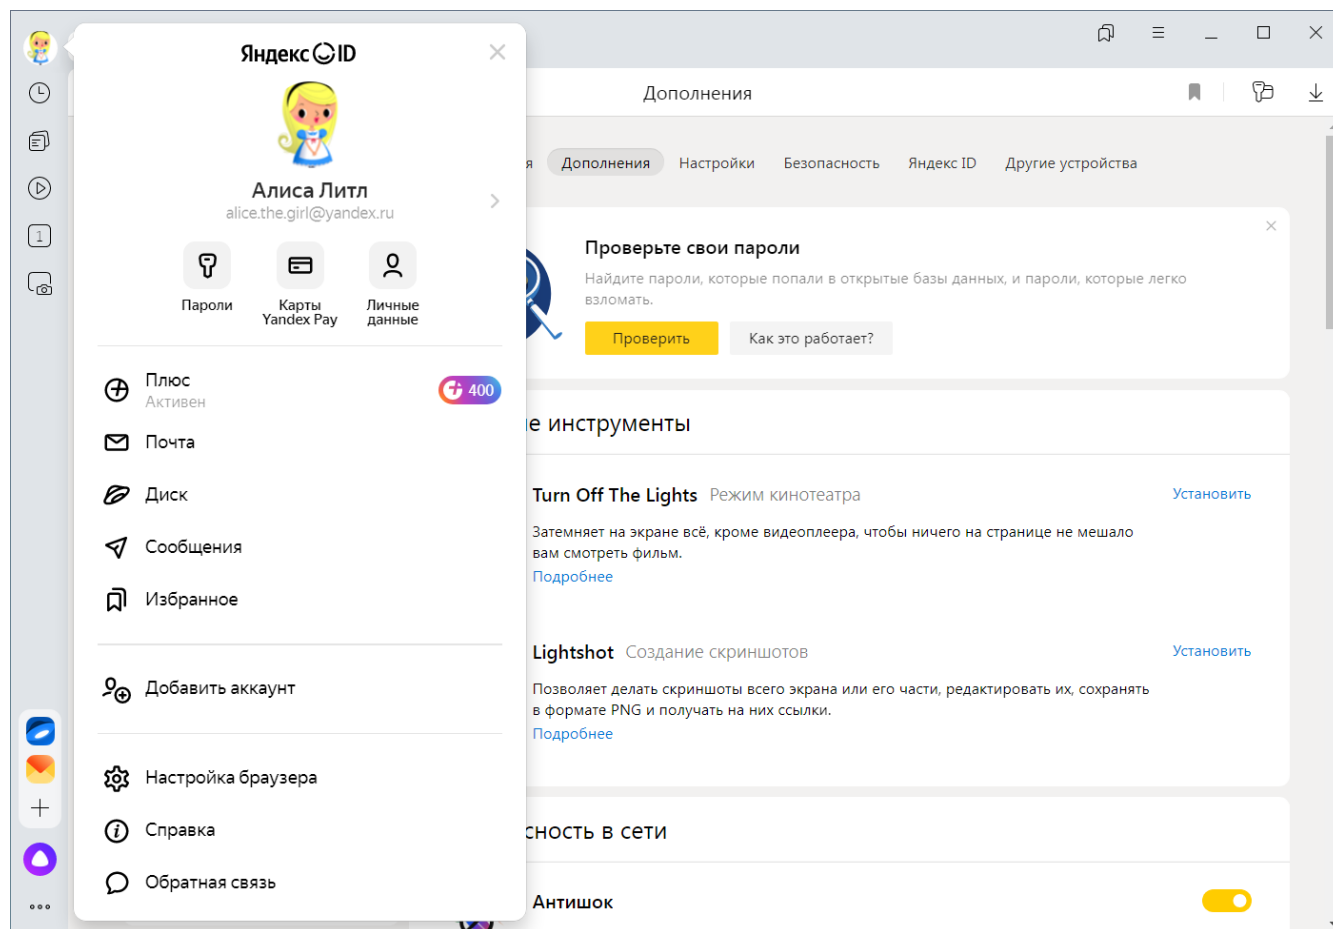 Яндекс ID
Алиса Литл
alice.the.girl@yandex.ru
Пароли
Карты
Yandex Pay
Личные
данные
Плюс
Активен
400
Почта
Диск
Сообщения
Избранное
Добавить аккаунт
Настройка браузера
Справка
Обратная связь
1
Дополнения
я Дополнения Настройки Безопасность Яндекс ID Другие устройства
Проверьте свои пароли
Найдите пароли, которые попали в открытые базы данных, и пароли, которые легко
взломать.
Проверить Как это работает?
ые инструменты
Turn Off The Lights Режим кинотеатра Установить
Затемняет на экране всё, кроме видеоплеера, чтобы ничего на странице не мешало
вам смотреть фильм.
Подробнее
Lightshot Создание скриншотов Установить
Позволяет делать скриншоты всего экрана или его части, редактировать их, сохранять
в формате PNG и получать на них ссылки.
Подробнее
сность в сети
Антишок